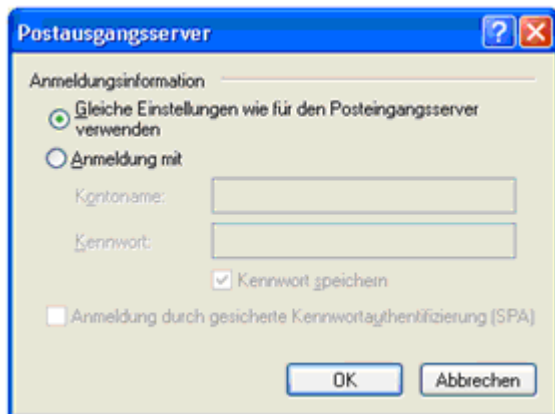 Postausgangsserver
Anmeldungsinformation
Gleiche Einstellungen wie für den Posteingangsserver
verwenden
Anmeldung mit
Kontoname:
Kennwort:
Kennwort speichern
Anmeldung durch gesicherte Kennwortauthentifizierung (SPA)
OK Abbrechen